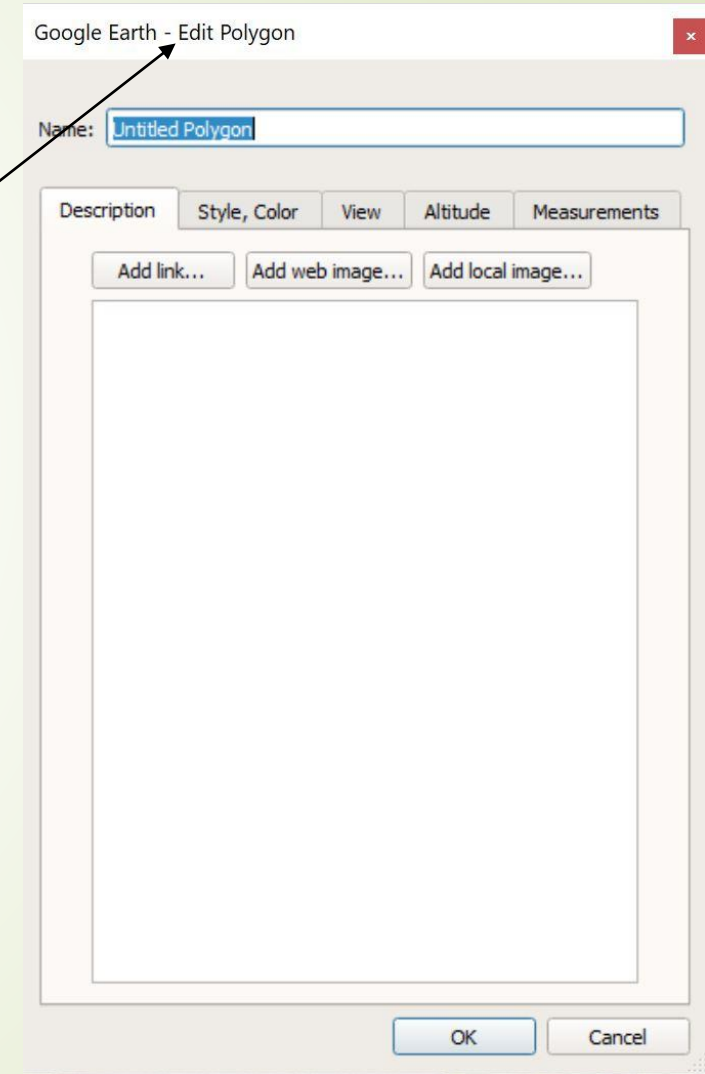 Google Earth - Edit Polygon
x
Name: Untitled Polygon
Description Style, Color View Altitude Measurements
Add link... Add web image... Add local image...
OK Cancel